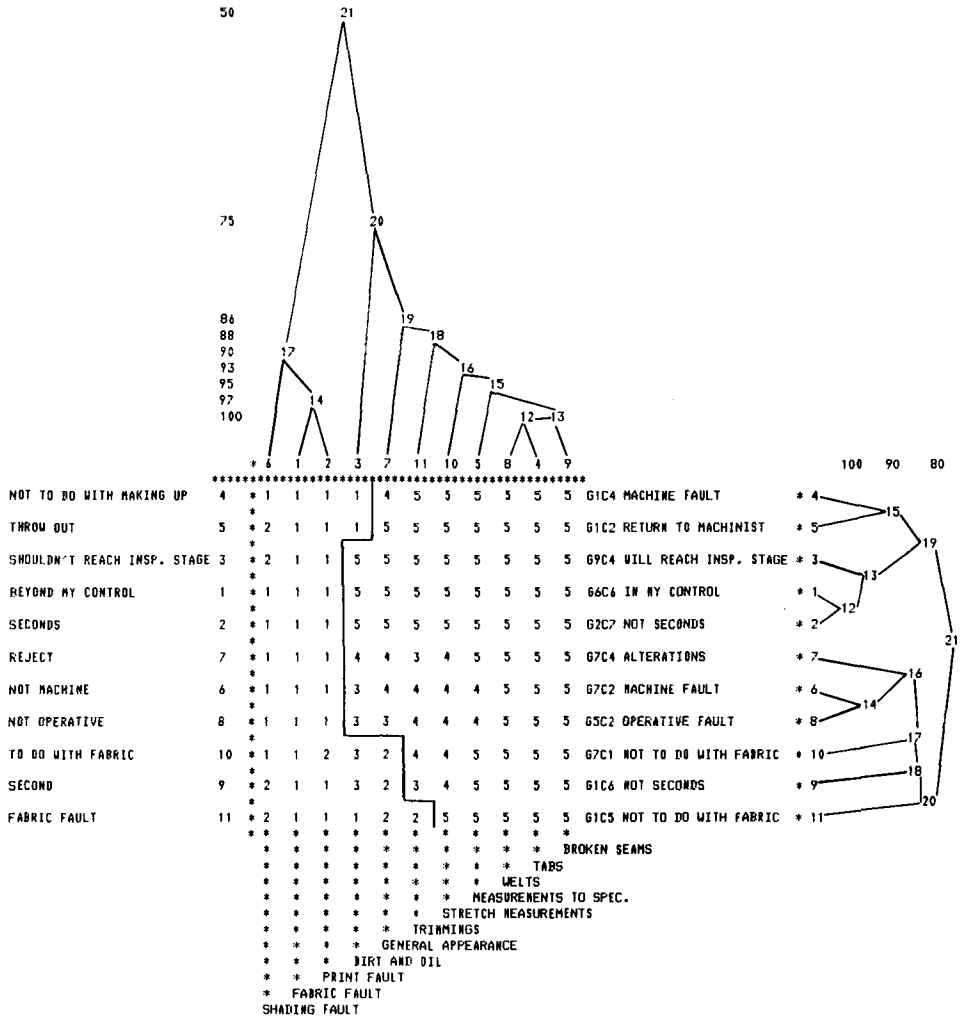 50 21
75 20
86 19
88 18
90 17
93 16
95 15
97 14
100 12 13
* 6 1 2 3 7 11 10 5 8 4 9 100 90 80
****************************************
NOT TO DO WITH MAKING UP 4 * 1 1 1 1 4 5 5 5 5 5 5 G1C4 MACHINE FAULT * 4 15
THROW OUT 5 * 2 1 1 1 5 5 5 5 5 5 5 G1C2 RETURN TO MACHINIST * 5 19
SHOULDN'T REACH INSP. STAGE 3 * 2 1 1 5 5 5 5 5 5 5 5 G9C4 WILL REACH INSP. STAGE * 3 13
BEYOND MY CONTROL 1 * 1 1 1 5 5 5 5 5 5 5 5 G6C6 IN MY CONTROL * 1 12
SECONDS 2 * 1 1 1 5 5 5 5 5 5 5 5 G2C7 NOT SECONDS * 2 21
REJECT 7 * 1 1 1 4 4 3 4 5 5 5 5 G7C4 ALTERATIONS * 7 16
NOT MACHINE 6 * 1 1 1 3 4 4 4 4 5 5 5 G7C2 MACHINE FAULT * 6 14
NOT OPERATIVE 8 * 1 1 1 3 3 4 4 4 5 5 5 G5C2 OPERATIVE FAULT * 8 17
TO DO WITH FABRIC 10 * 1 1 2 3 2 4 4 5 5 5 5 G7C1 NOT TO DO WITH FABRIC * 10 18
SECOND 9 * 2 1 1 3 2 3 4 5 5 5 5 G1C6 NOT SECONDS * 9 20
FABRIC FAULT 11 * 2 1 1 1 2 2 5 5 5 5 5 G1C5 NOT TO DO WITH FABRIC * 11
* * * * * * * * * * *
* * * * * * * * * * BROKEN SEAMS
* * * * * * * * * TABS
* * * * * * * * WELTS
* * * * * * * MEASUREMENTS TO SPEC.
* * * * * * STRETCH MEASUREMENTS
* * * * * TRIMMINGS
* * * * GENERAL APPEARANCE
* * * DIRT AND OIL
* * PRINT FAULT
* FABRIC FAULT
SHADING FAULT